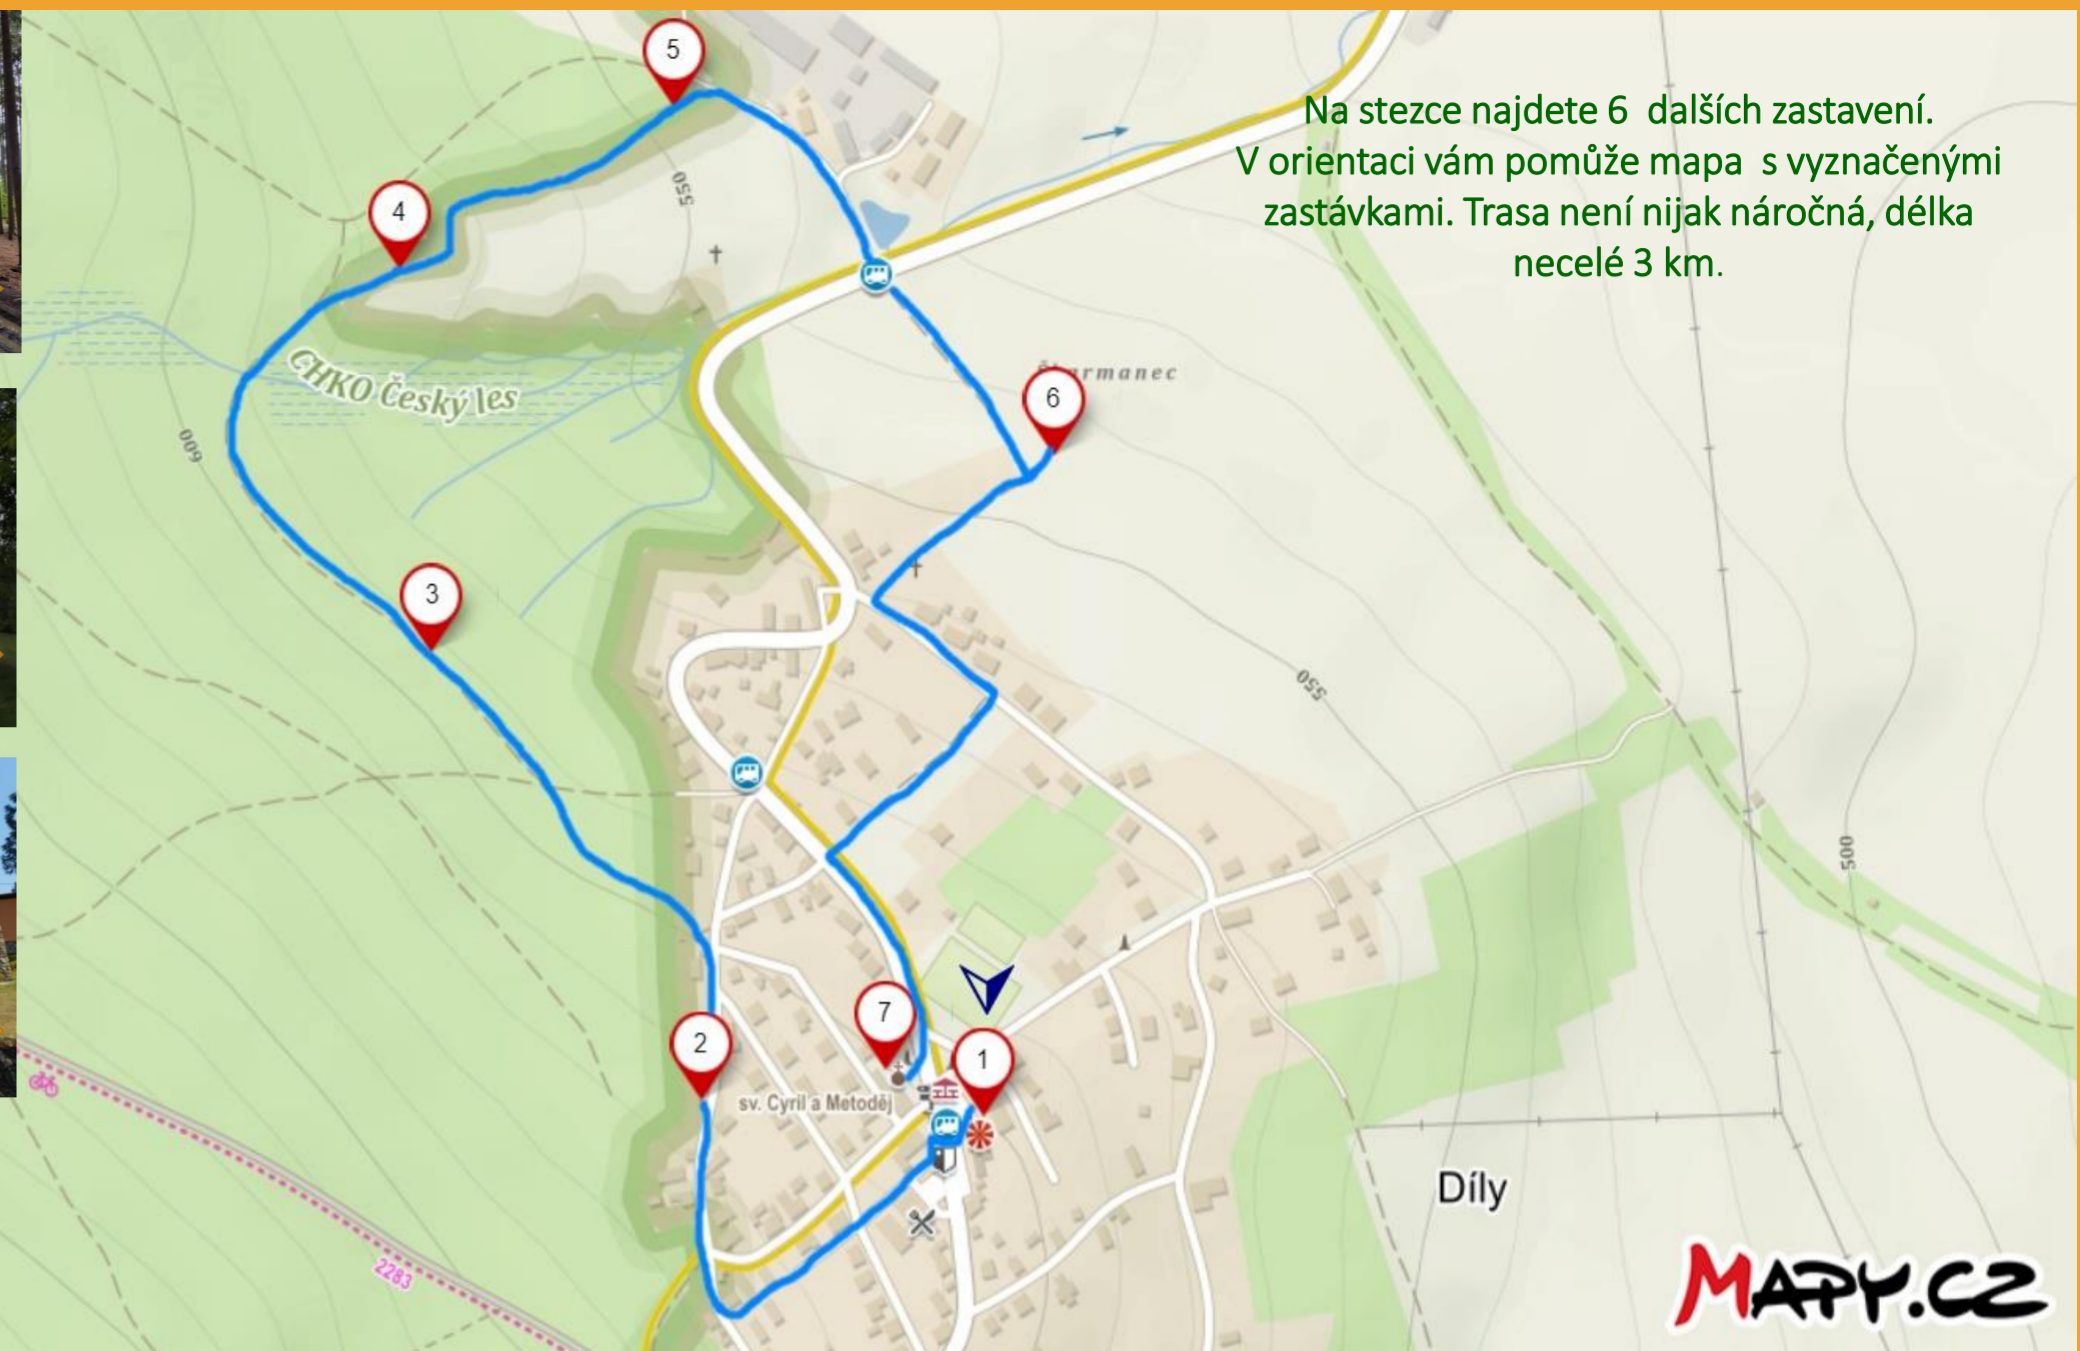 5
Na stezce najdete 6  dalších zastavení.
V orientaci vám pomůže mapa  s vyznačenými
zastávkami. Trasa není nijak náročná, délka
necelé 3 km.
550
4
CHKO Český les
6
600
3
550
500
7
2
1
sv. Cyril a Metoděj
Díly
2283
MAPY.CZ